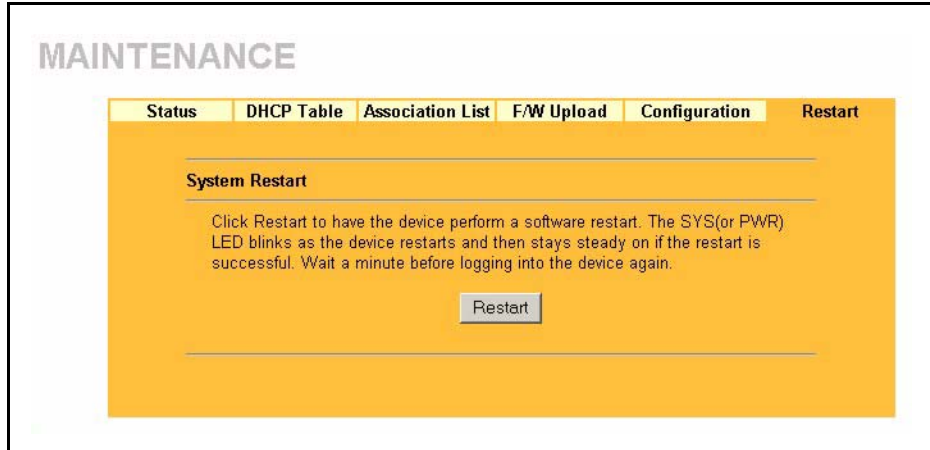 MAINTENANCE
Status DHCP Table Association List F/W Upload Configuration Restart
System Restart
Click Restart to have the device perform a software restart. The SYS(or PWR)
LED blinks as the device restarts and then stays steady on if the restart is
successful. Wait a minute before logging into the device again.
Restart